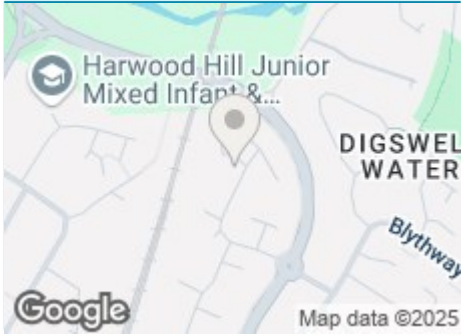 Harwood Hill Junior
Mixed Infant &...
DIGSWEL
WATER
Blythway
Google
Map data ©2025